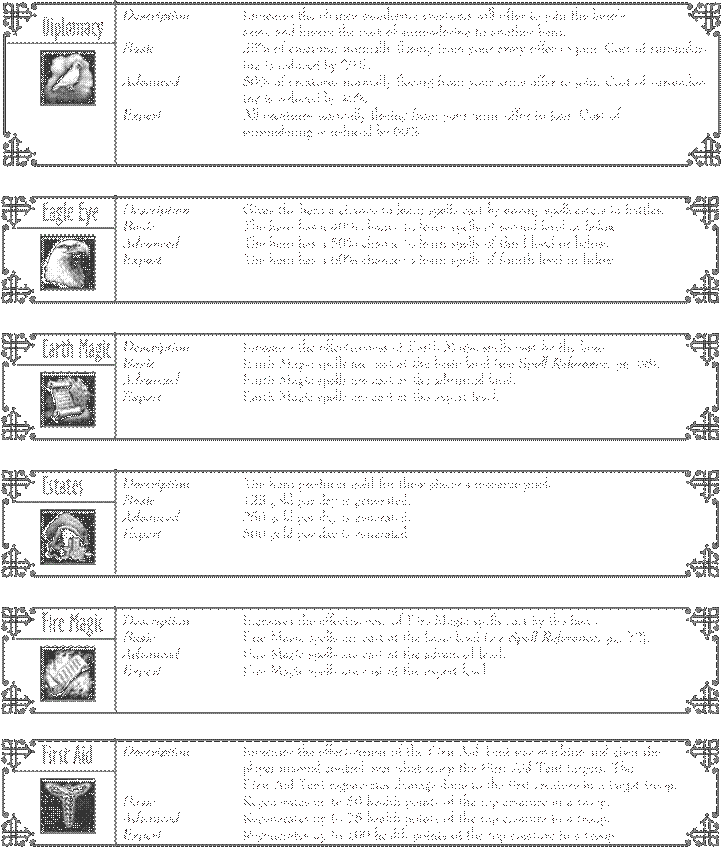 Diplomacy
Description Increases the chance creatures will offer to join the hero's
army and lowers the cost of surrendering to another hero.
Basic of creatures normally fleeing from your army offer to join. Cost of surrender-
ing is reduced by
Advanced 50% of creatures normally fleeing from your army offer to join. Cost of surrender-
ing is reduced by
Expert All creatures normally fleeing from your army offer to join. Cost of
surrendering is reduced by 60%.
Eagle Eye
Description Gives the hero a chance to learn spells cast by enemy spellcasters in battles.
Basic The hero has a 40% chance to learn spells of second level or below.
Advanced The hero has a 50% chance to learn spells of third level or below.
Expert The hero has a 60% chance to learn spells of fourth level or below.
Earth Magic
Description Increases the effectiveness of Earth Magic spells cast by the hero.
Basic Earth Magic spells are cast at the basic level (see Spell Reference, pg.
Advanced Earth Magic spells are cast at the advanced level.
Expert Earth Magic spells are cast at the expert level.
Estates
Description The hero produces gold for their player's resource pool.
Basic 125 gold per day is generated.
Advanced 250 gold per day is generated.
Expert 500 gold per day is generated.
Fire Magic
Description Increases the effectiveness of Fire Magic spells cast by the hero.
Basic Fire Magic spells are cast at the basic level (see Spell Reference, pg.
Advanced Fire Magic spells are cast at the advanced level.
Expert Fire Magic spells are cast at the expert level.
First Aid
Description Increases the effectiveness of the First Aid Tent war machine and gives the
player manual control over what troop the First Aid Tent targets. The
First Aid Tent regenerates damage done to the first creature in a target troop.
Basic Regenerates up to 50 health points of the top creature in a troop.
Advanced Regenerates up to 75 health points of the top creature in a troop.
Expert Regenerates up to 100 health points of the top creature in a troop.